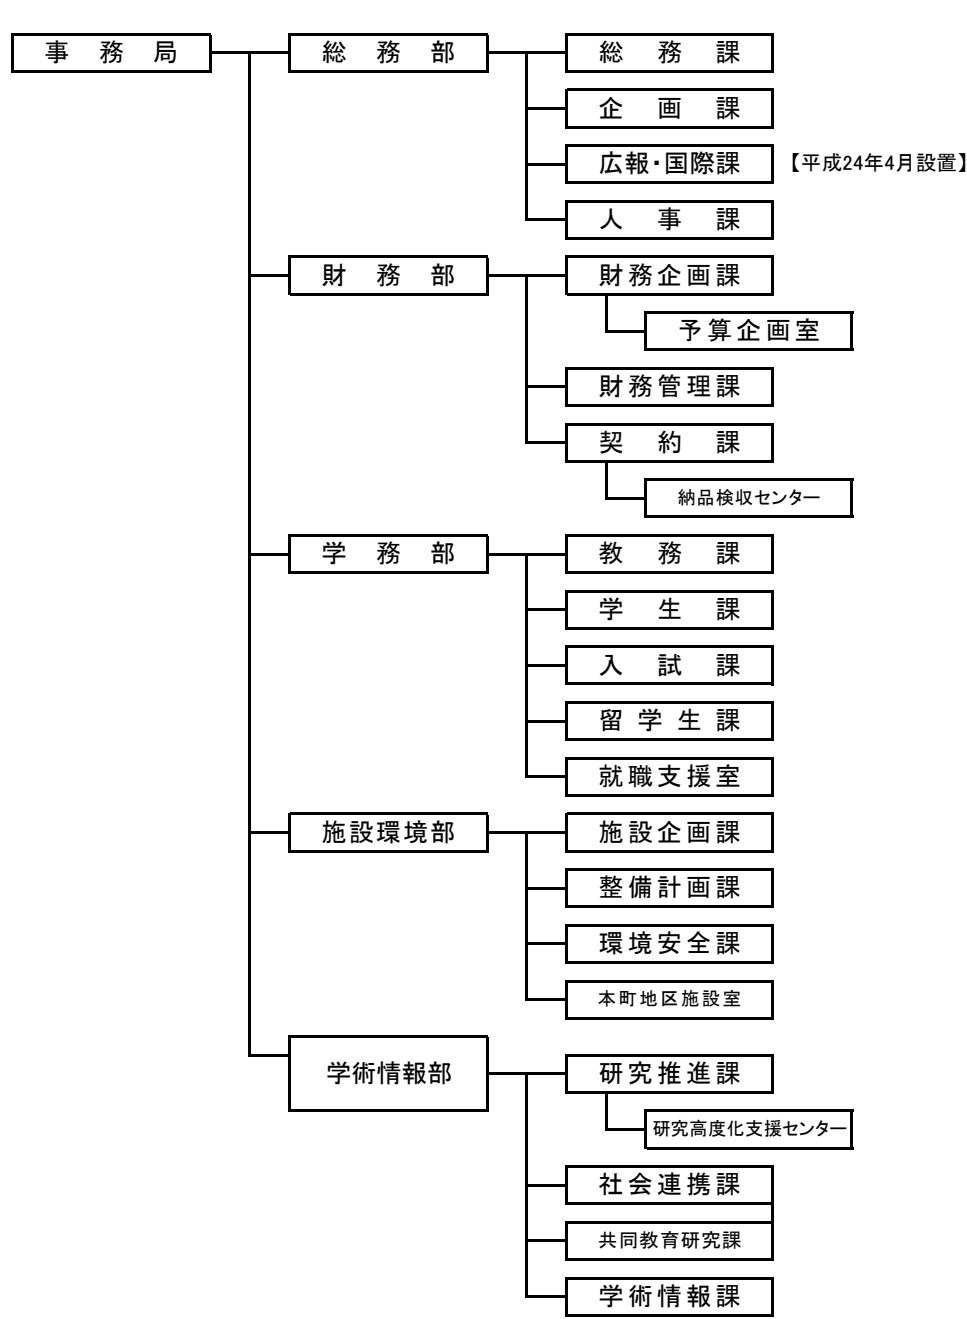 事務局 総務部 総務課
企画課
広報・国際課 【平成24年4月設置】
人事課
財務部 財務企画課
予算企画室
財務管理課
契約課
納品検収センター
学務部 教務課
学生課
入試課
留学生課
就職支援室
施設環境部 施設企画課
整備計画課
環境安全課
本町地区施設室
学術情報部 研究推進課
研究高度化支援センター
社会連携課
共同教育研究課
学術情報課